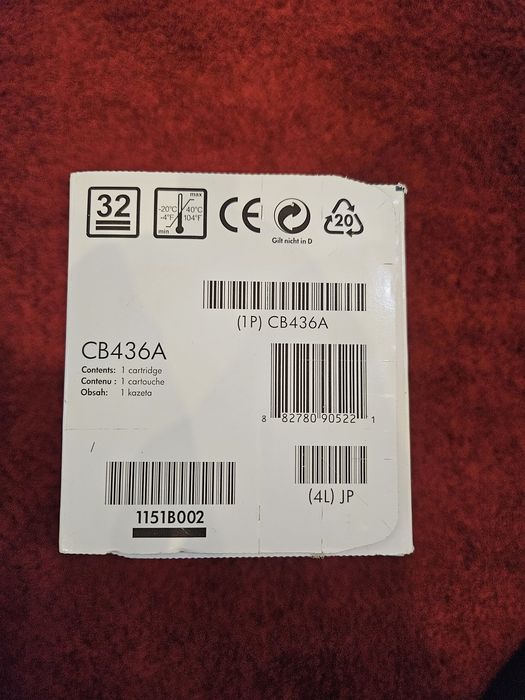 32
max
-20°C 40°C
-4°F 104°F
min
CE
Gilt nicht in D
20
(1P) CB436A
CB436A
Contents: 1 cartridge
Contenu : 1 cartouche
Obsah: 1 kazeta
8 82780 90522 1
/
1151B002
(4L) JP